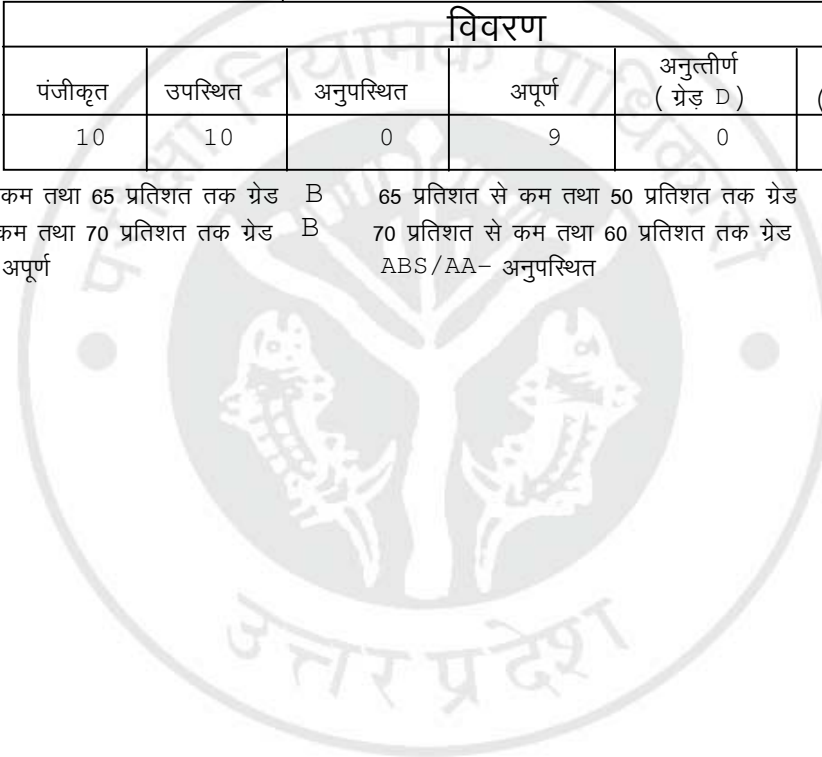 विवरण
पंजीकृत उपस्थित अनुपस्थित अपूर्ण अनुत्तीर्ण
( ग्रेड़ D ) (
10 10 0 9 0
कम तथा 65 प्रतिशत तक ग्रेड B 65 प्रतिशत से कम तथा 50 प्रतिशत तक ग्रेड
कम तथा 70 प्रतिशत तक ग्रेड B 70 प्रतिशत से कम तथा 60 प्रतिशत तक ग्रेड
अपूर्ण ABS/AA- अनुपस्थित
परीक्षा नियामक प्राधिकारी
उत्तर प्रदेश